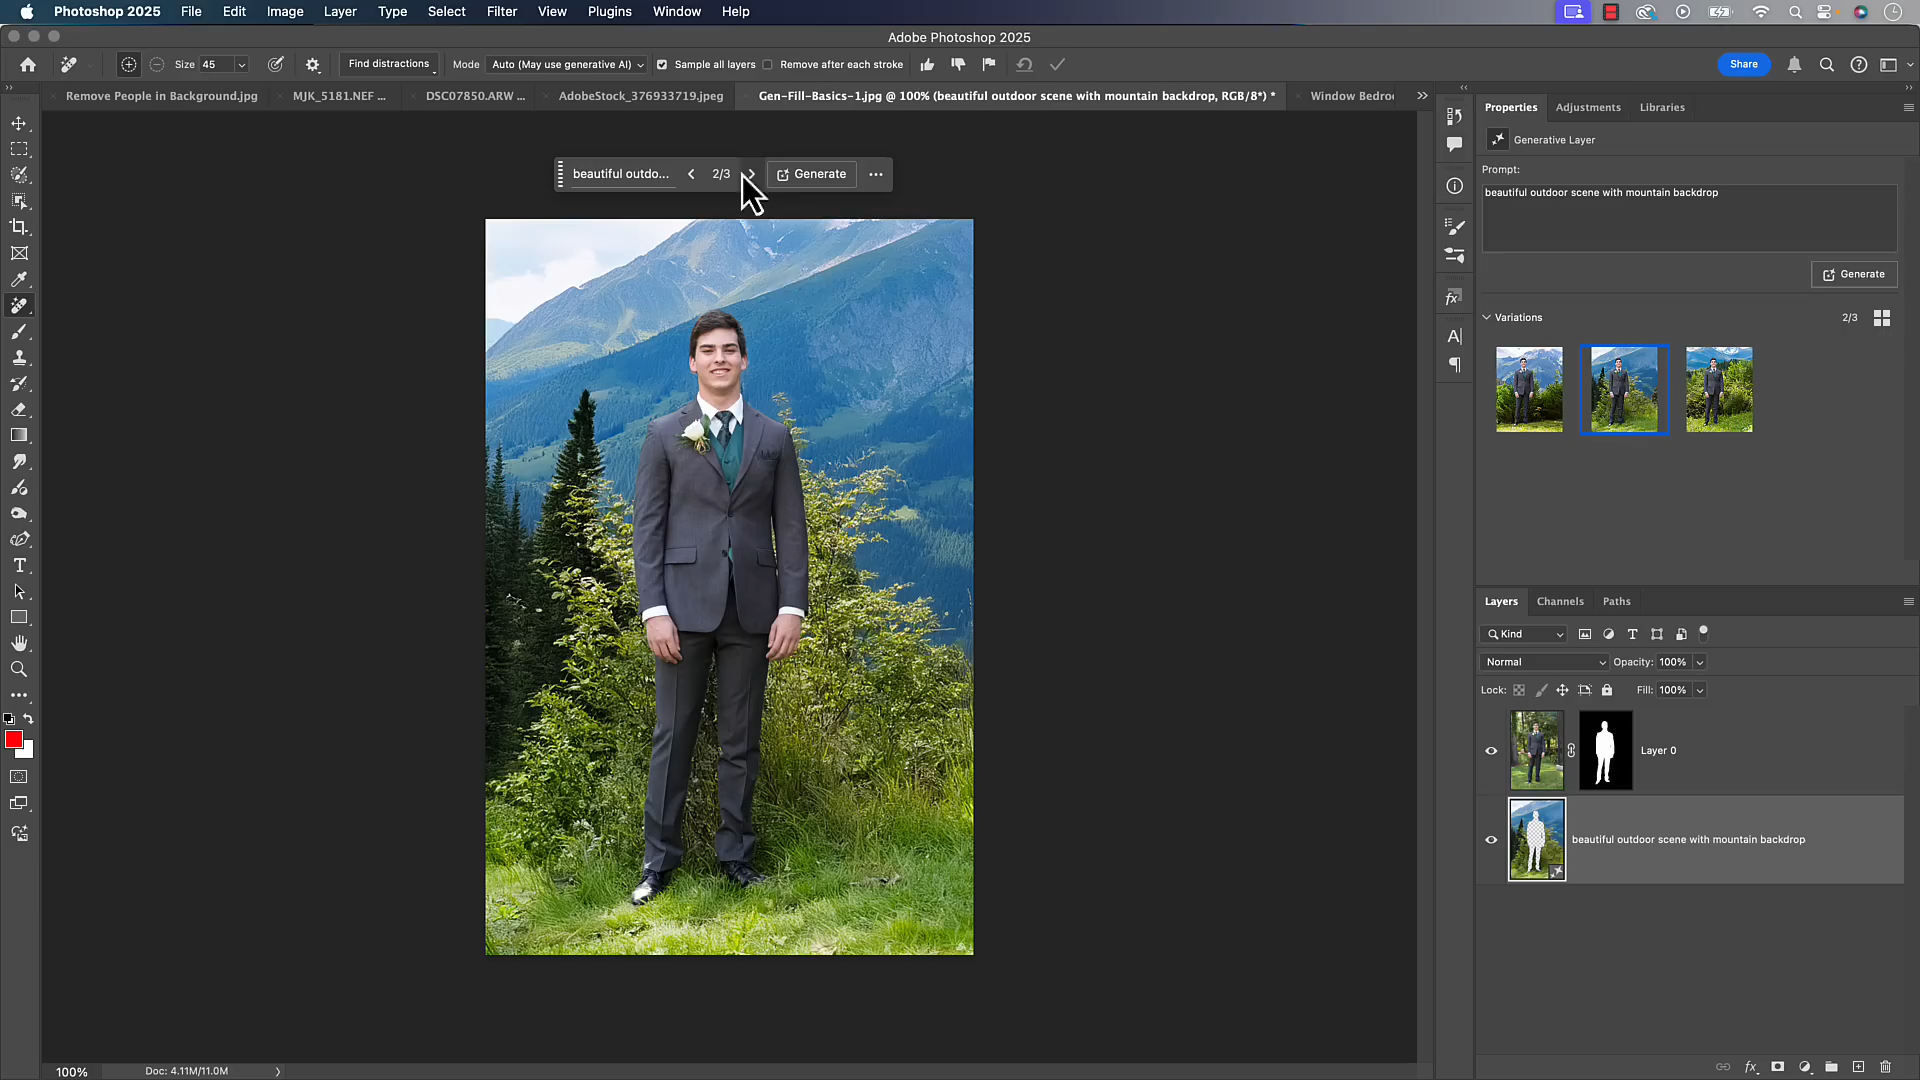 Photoshop 2025 File Edit Image Layer Type Select Filter View Plugins Window Help
Adobe Photoshop 2025
Size 45 Find distractions Mode Auto (May use generative AI) Sample all layers Remove after each stroke Share
Remove People in Background.jpg MJK_5181.NEF ... DSC07850.ARW ... AdobeStock_376933719.jpeg Gen-Fill-Basics-1.jpg @ 100% (beautiful outdoor scene with mountain backdrop, RGB/8*) * Window Bedro
Properties Adjustments Libraries
Generative Layer
Prompt:
beautiful outdoor scene with mountain backdrop
Generate
beautiful outdo... 2/3 Generate
Variations 2/3
Layers Channels Paths
Kind
Normal Opacity: 100%
Lock: Fill: 100%
Layer 0
beautiful outdoor scene with mountain backdrop
100% Doc: 4.11M/11.0M